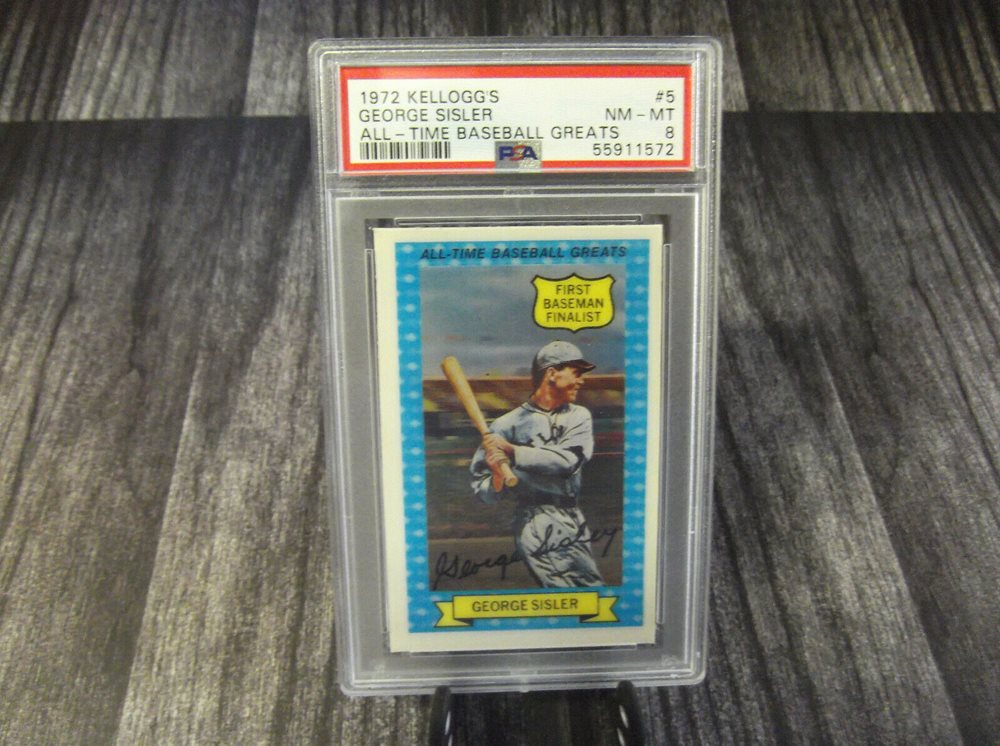 1972 KELLOGG'S #5
GEORGE SISLER NM - MT
ALL - TIME BASEBALL GREATS 8
PSA 55911572
ALL-TIME BASEBALL GREATS
FIRST
BASEMAN
FINALIST
George Sisler
GEORGE SISLER